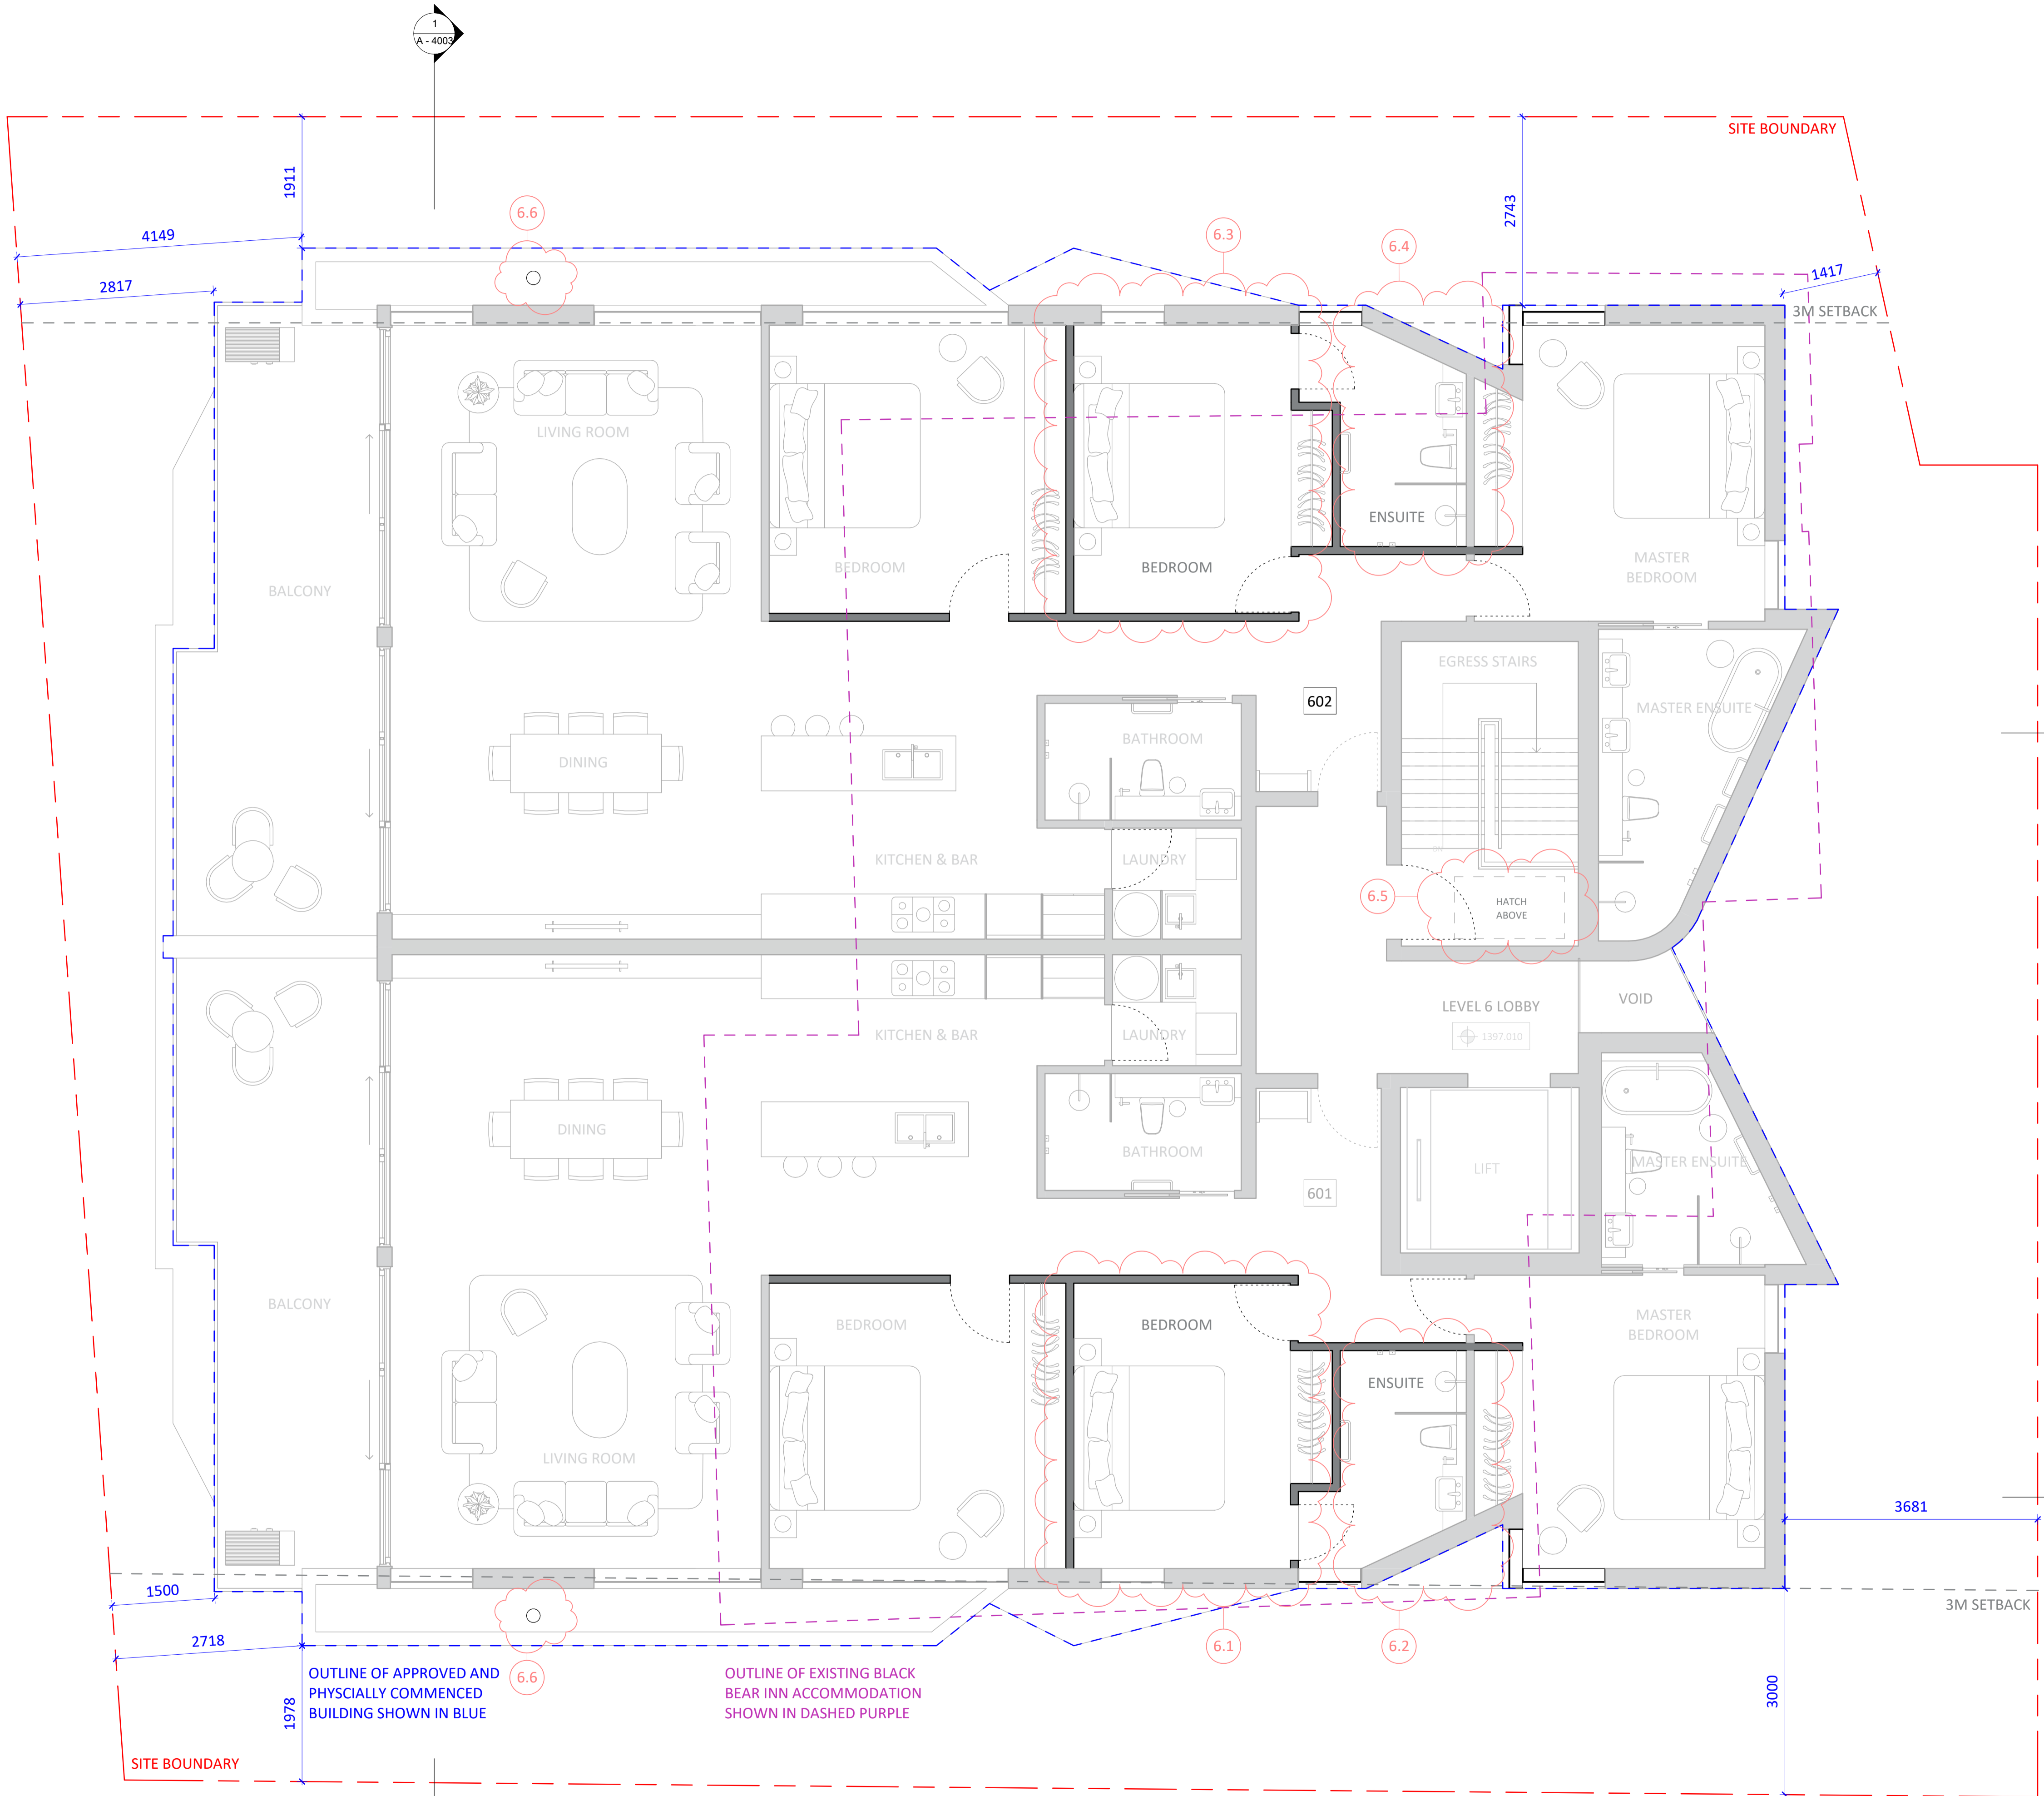 1
A - 4003
SITE BOUNDARY
1911
2743
6.6
6.3
6.4
4149
2817
1417
3M SETBACK
LIVING ROOM
ENSUITE
BALCONY
BEDROOM
BEDROOM
MASTER
BEDROOM
EGRESS STAIRS
602
MASTER ENSUITE
BATHROOM
DINING
KITCHEN & BAR
LAUNDRY
6.5
HATCH
ABOVE
LEVEL 6 LOBBY
VOID
1397.010
KITCHEN & BAR
LAUNDRY
DINING
BATHROOM
LIFT
MASTER ENSUITE
601
BALCONY
BEDROOM
BEDROOM
MASTER
BEDROOM
ENSUITE
LIVING ROOM
3681
1500
3M SETBACK
2718
6.6
6.1
6.2
OUTLINE OF APPROVED AND
PHYSCIALLY COMMENCED
BUILDING SHOWN IN BLUE
OUTLINE OF EXISTING BLACK
BEAR INN ACCOMMODATION
SHOWN IN DASHED PURPLE
1978
3000
SITE BOUNDARY